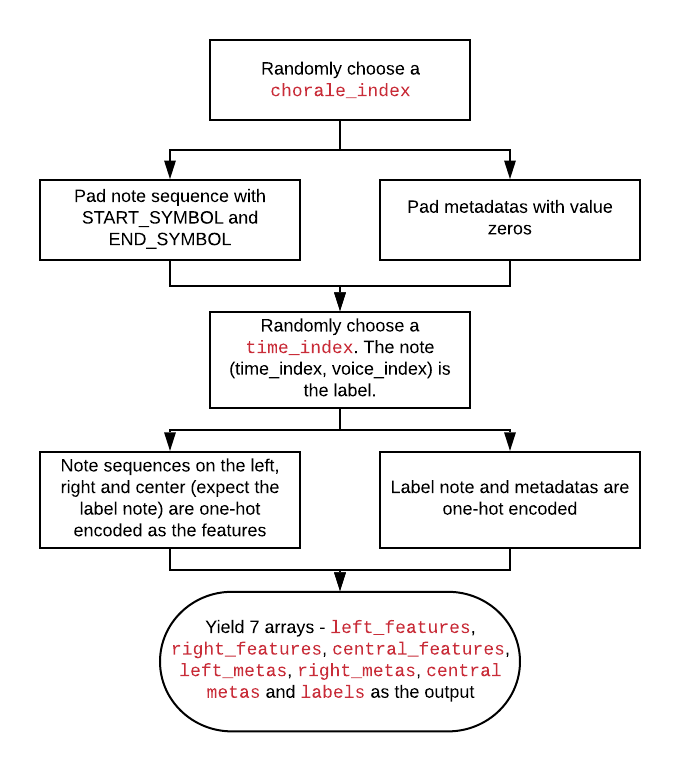 Randomly choose a
chorale_index
Pad note sequence with
START_SYMBOL and
END_SYMBOL
Pad metadatas with value
zeros
Randomly choose a
time_index. The note
(time_index, voice_index) is
the label.
Note sequences on the left,
right and center (expect the
label note) are one-hot
encoded as the features
Label note and metadatas are
one-hot encoded
Yield 7 arrays - left_features,
right_features, central_features,
left_metas, right_metas, central
metas and labels as the output